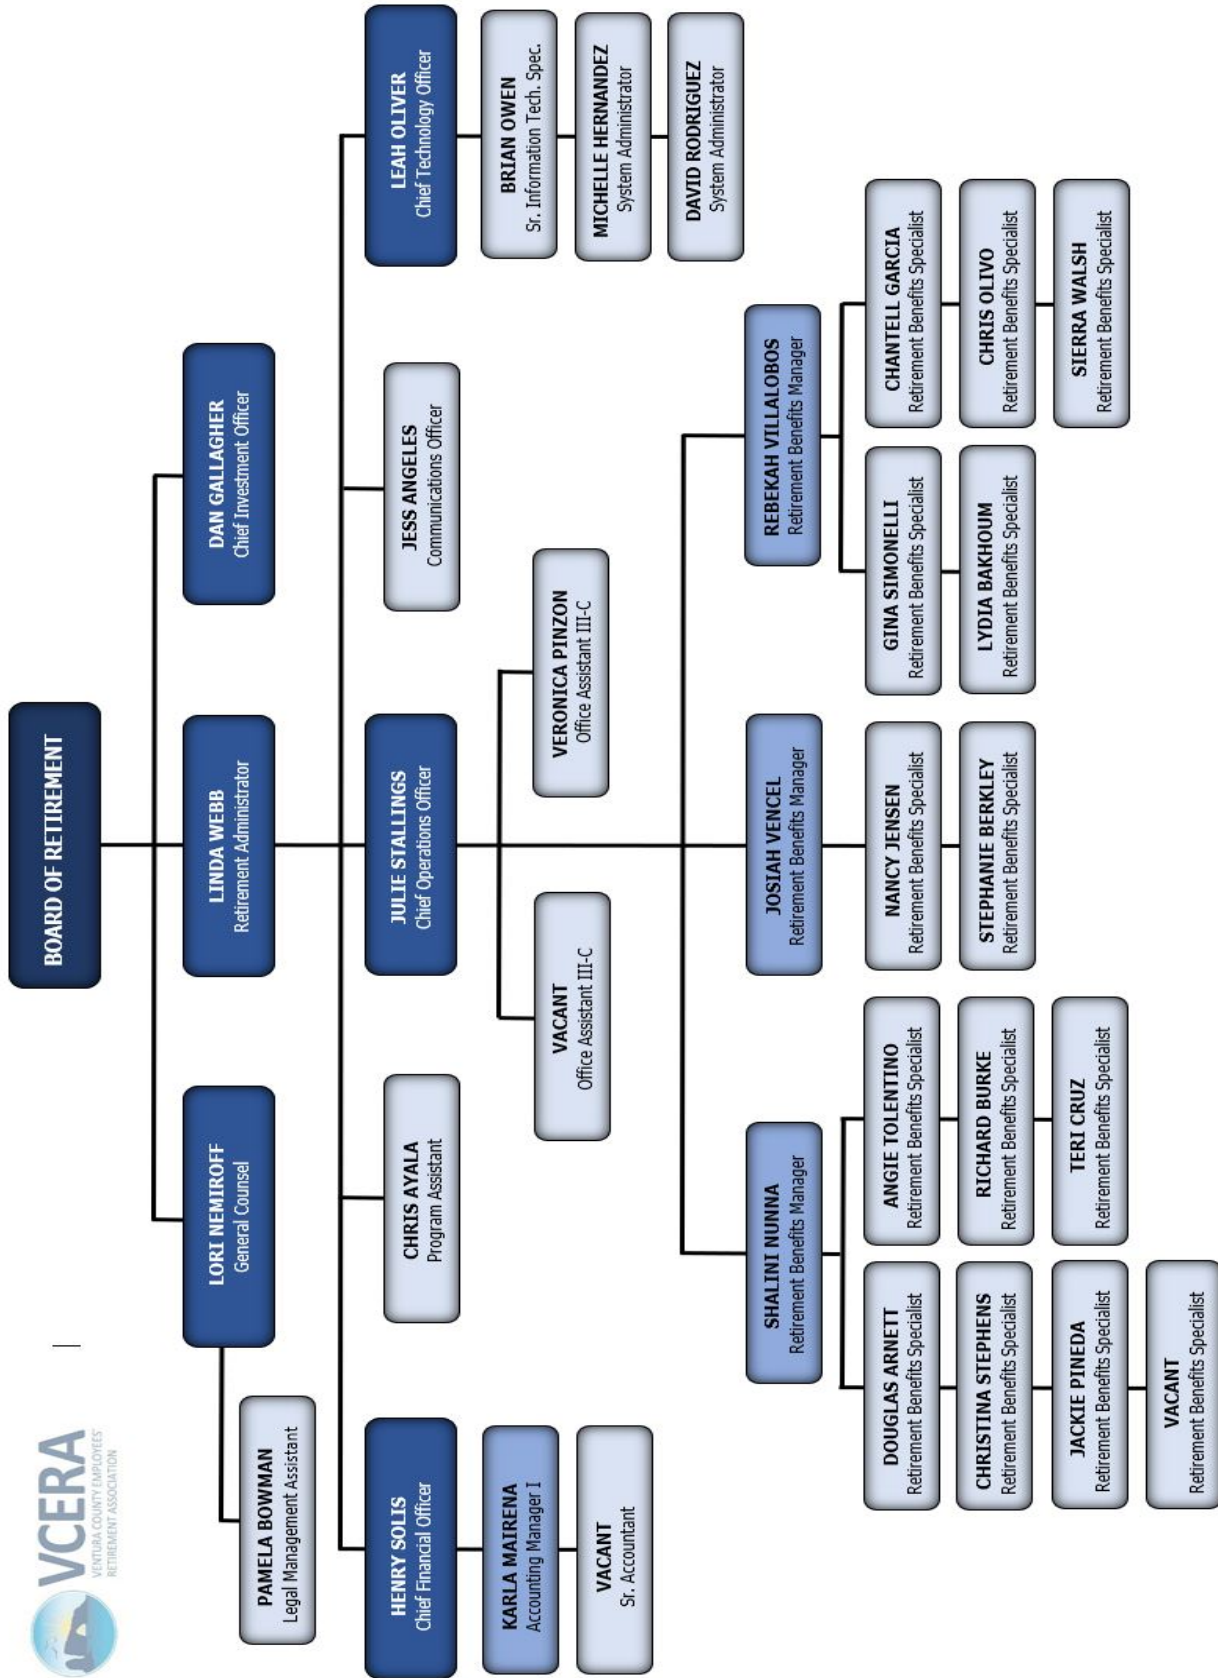 VCERA
VENTURA COUNTY EMPLOYEES'
RETIREMENT ASSOCIATION
BOARD OF RETIREMENT
LORI NEMIROFF
General Counsel
LINDA WEBB
Retirement Administrator
DAN GALLAGHER
Chief Investment Officer
PAMELA BOWMAN
Legal Management Assistant
HENRY SOLIS
Chief Financial Officer
CHRIS AYALA
Program Assistant
JULIE STALLINGS
Chief Operations Officer
JESS ANGELES
Communications Officer
LEAH OLIVER
Chief Technology Officer
KARLA MAIRENA
Accounting Manager I
VACANT
Sr. Accountant
VACANT
Office Assistant III-C
VERONICA PINZON
Office Assistant III-C
BRIAN OWEN
Sr. Information Tech. Spec.
MICHELLE HERNANDEZ
System Administrator
DAVID RODRIGUEZ
System Administrator
SHALINI NUNNA
Retirement Benefits Manager
JOSIAH VENCEL
Retirement Benefits Manager
REBEKAH VILLALOBOS
Retirement Benefits Manager
DOUGLAS ARNETT
Retirement Benefits Specialist
ANGIE TOLENTINO
Retirement Benefits Specialist
NANCY JENSEN
Retirement Benefits Specialist
GINA SIMONELLI
Retirement Benefits Specialist
CHANTELL GARCIA
Retirement Benefits Specialist
CHRISTINA STEPHENS
Retirement Benefits Specialist
RICHARD BURKE
Retirement Benefits Specialist
STEPHANIE BERKLEY
Retirement Benefits Specialist
LYDIA BAKHOUM
Retirement Benefits Specialist
CHRIS OLIVO
Retirement Benefits Specialist
JACKIE PINEDA
Retirement Benefits Specialist
TERI CRUZ
Retirement Benefits Specialist
SIERRA WALSH
Retirement Benefits Specialist
VACANT
Retirement Benefits Specialist